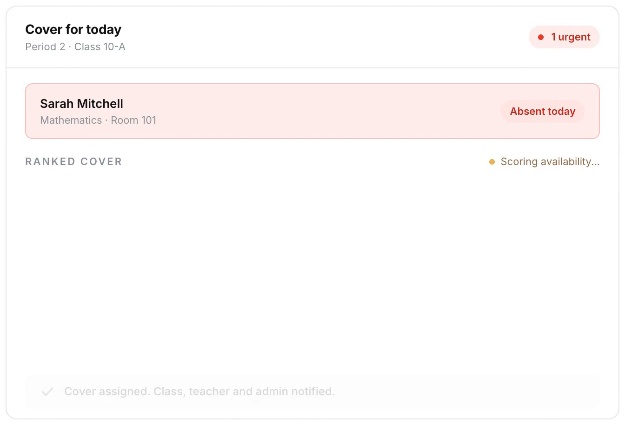 Cover for today
Period 2 · Class 10-A
1 urgent
Sarah Mitchell
Mathematics · Room 101
Absent today
RANKED COVER
Scoring availability...
Cover assigned. Class, teacher and admin notified.